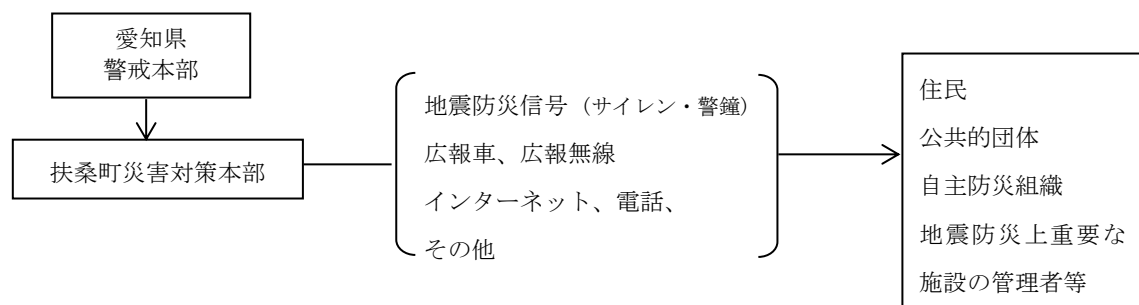 愛知県
警戒本部
扶桑町災害対策本部
地震防災信号（サイレン・警鐘）
広報車、広報無線
インターネット、電話、
その他
住民
公共的団体
自主防災組織
地震防災上重要な
施設の管理者等